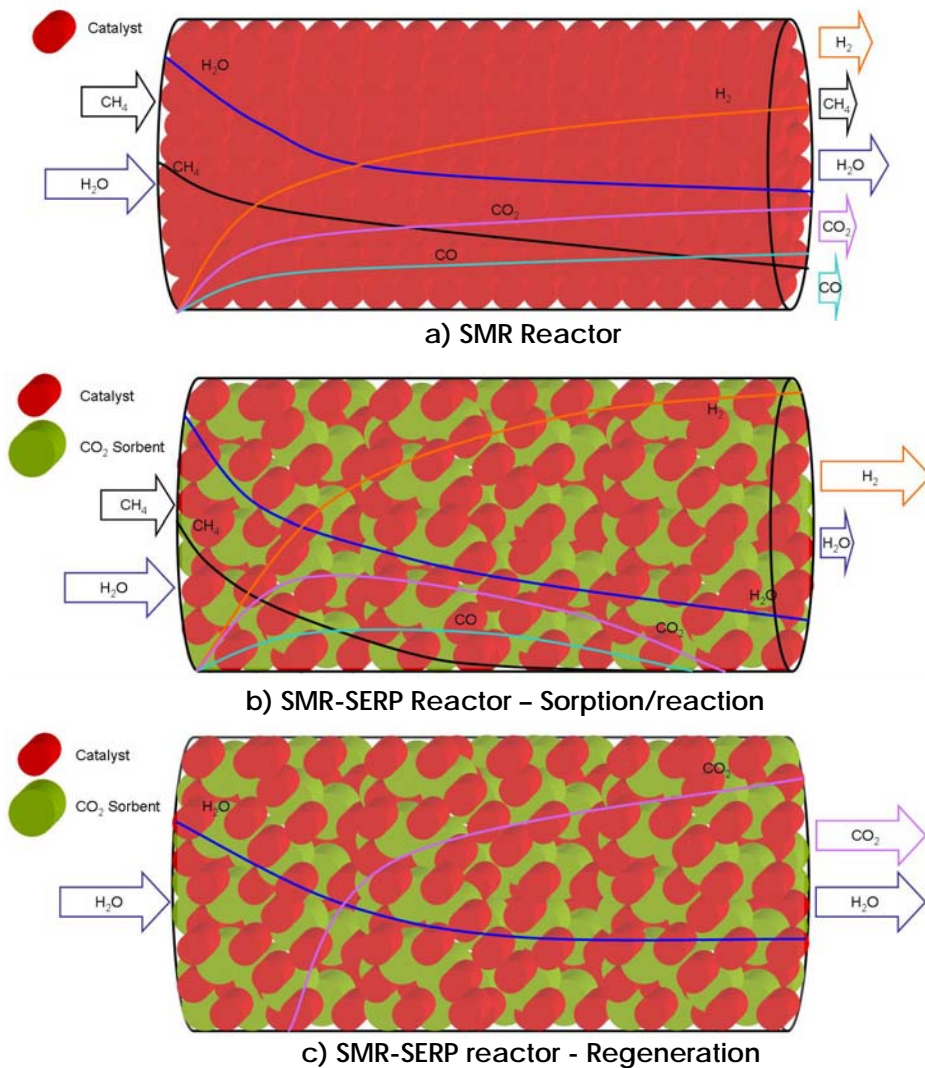 Catalyst
H₂O
H₂
CH₄
H₂
CH₄
CH₄
H₂O
H₂O
CO₂
CO₂
CO
CO
a) SMR Reactor
Catalyst
H₂
CO₂ Sorbent
H₂
CH₄
CH₄
H₂O
H₂O
H₂O
CO
CO₂
b) SMR-SERP Reactor – Sorption/reaction
Catalyst
CO₂
CO₂ Sorbent
H₂O
CO₂
H₂O
H₂O
c) SMR-SERP reactor - Regeneration